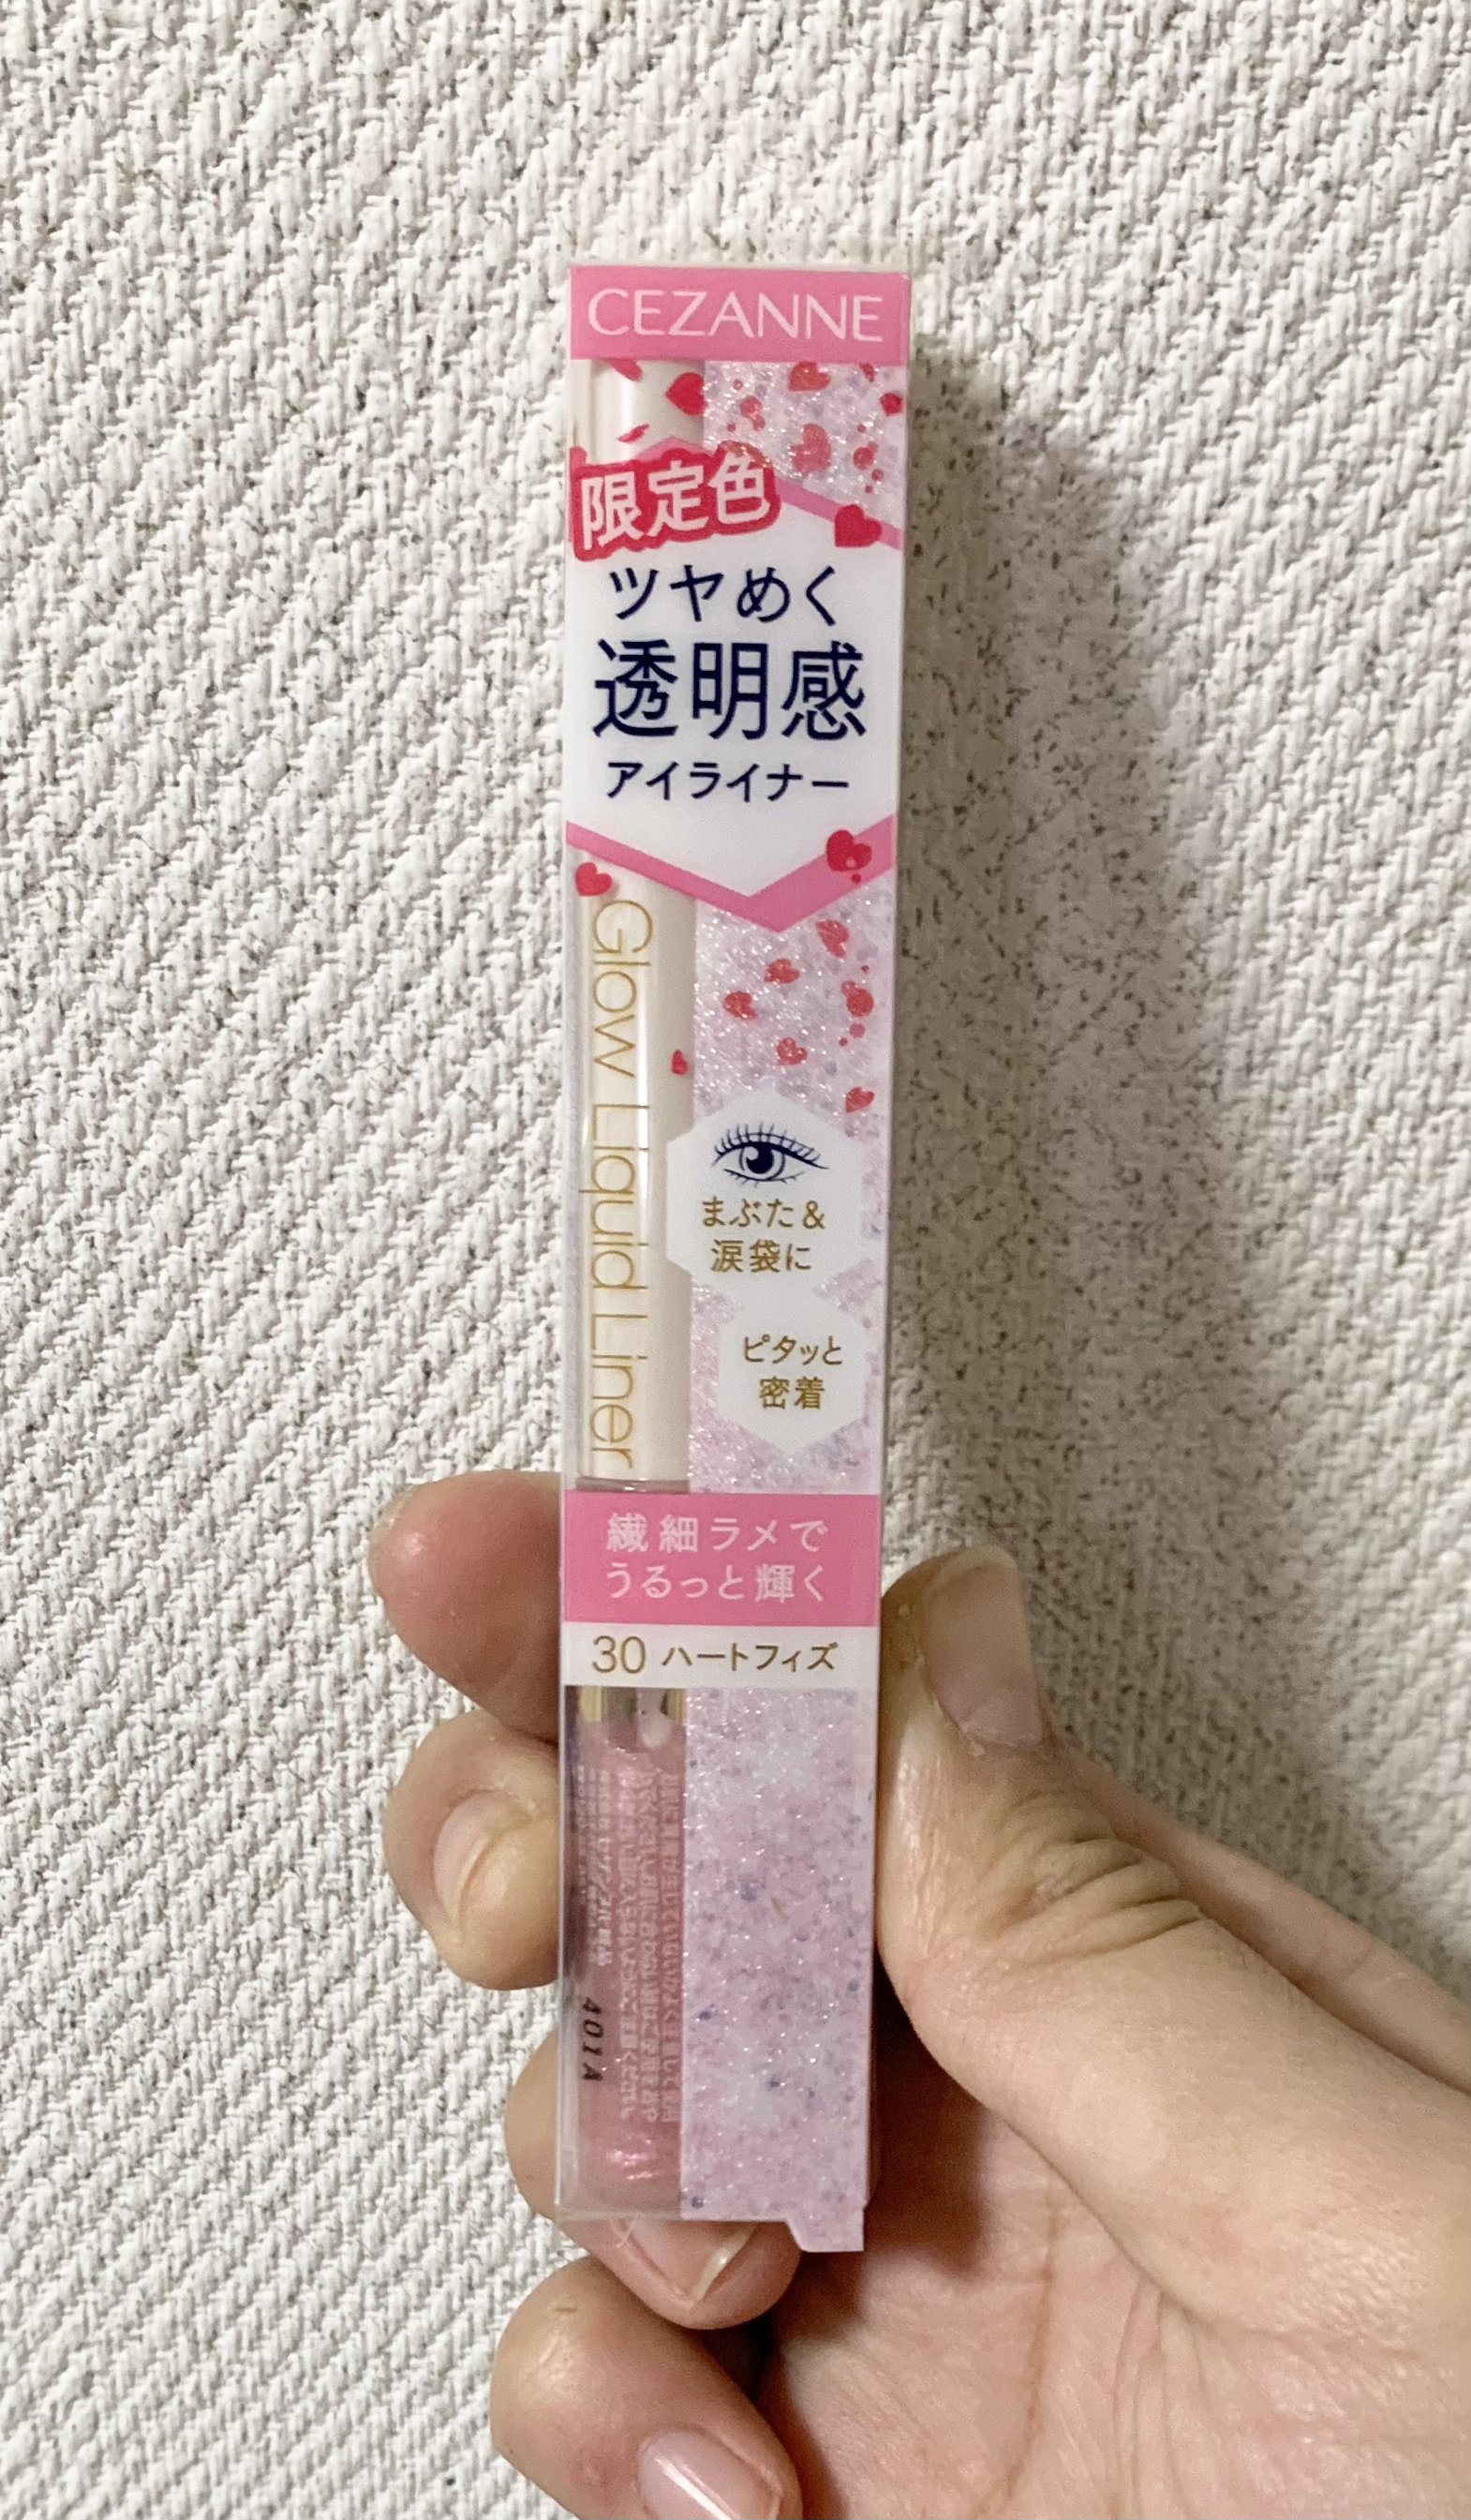 CEZANNE
限定色
ツヤめく
透明感
アイライナー
Glow Liquid Liner
まぶた&
涙袋に
ピタッと
密着
繊細ラメで
うるっと輝く
30 ハートフィズ
401A